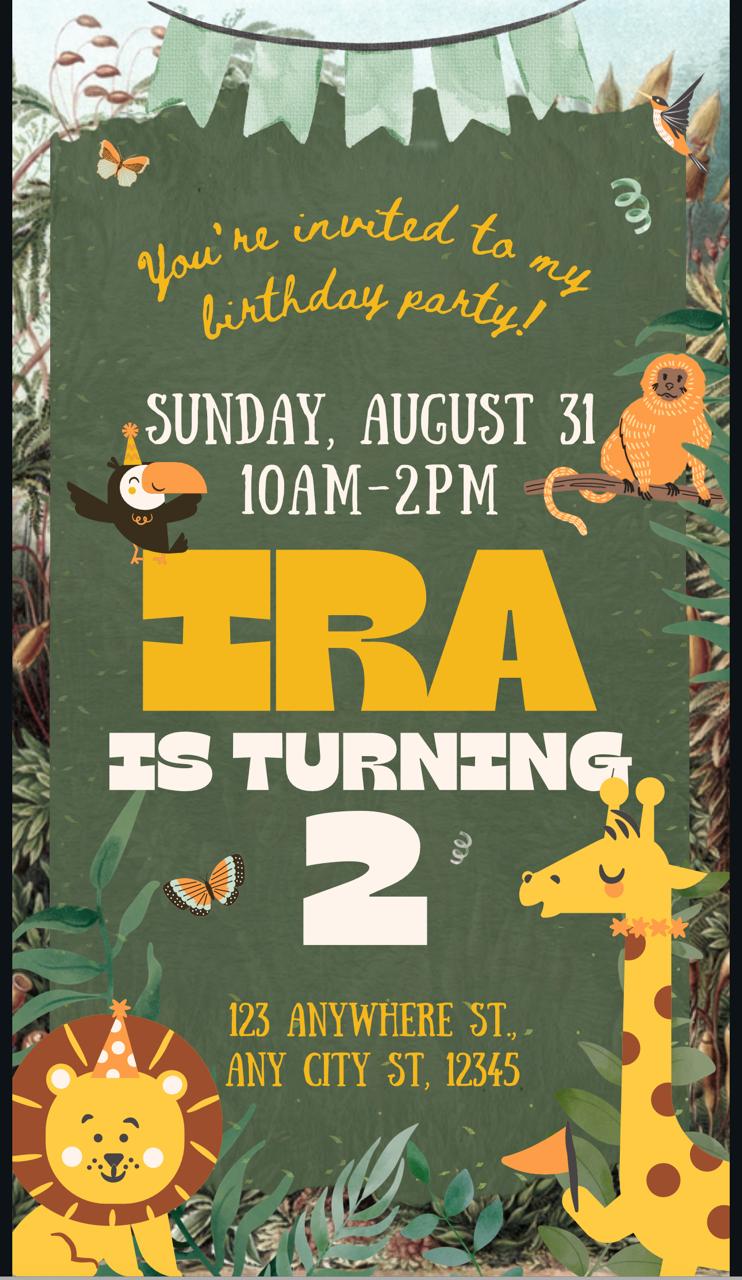 You're invited to my
birthday party!
SUNDAY, AUGUST 31
10AM-2PM
IRA
IS TURNING
2
123 ANYWHERE ST.,
ANY CITY ST, 12345